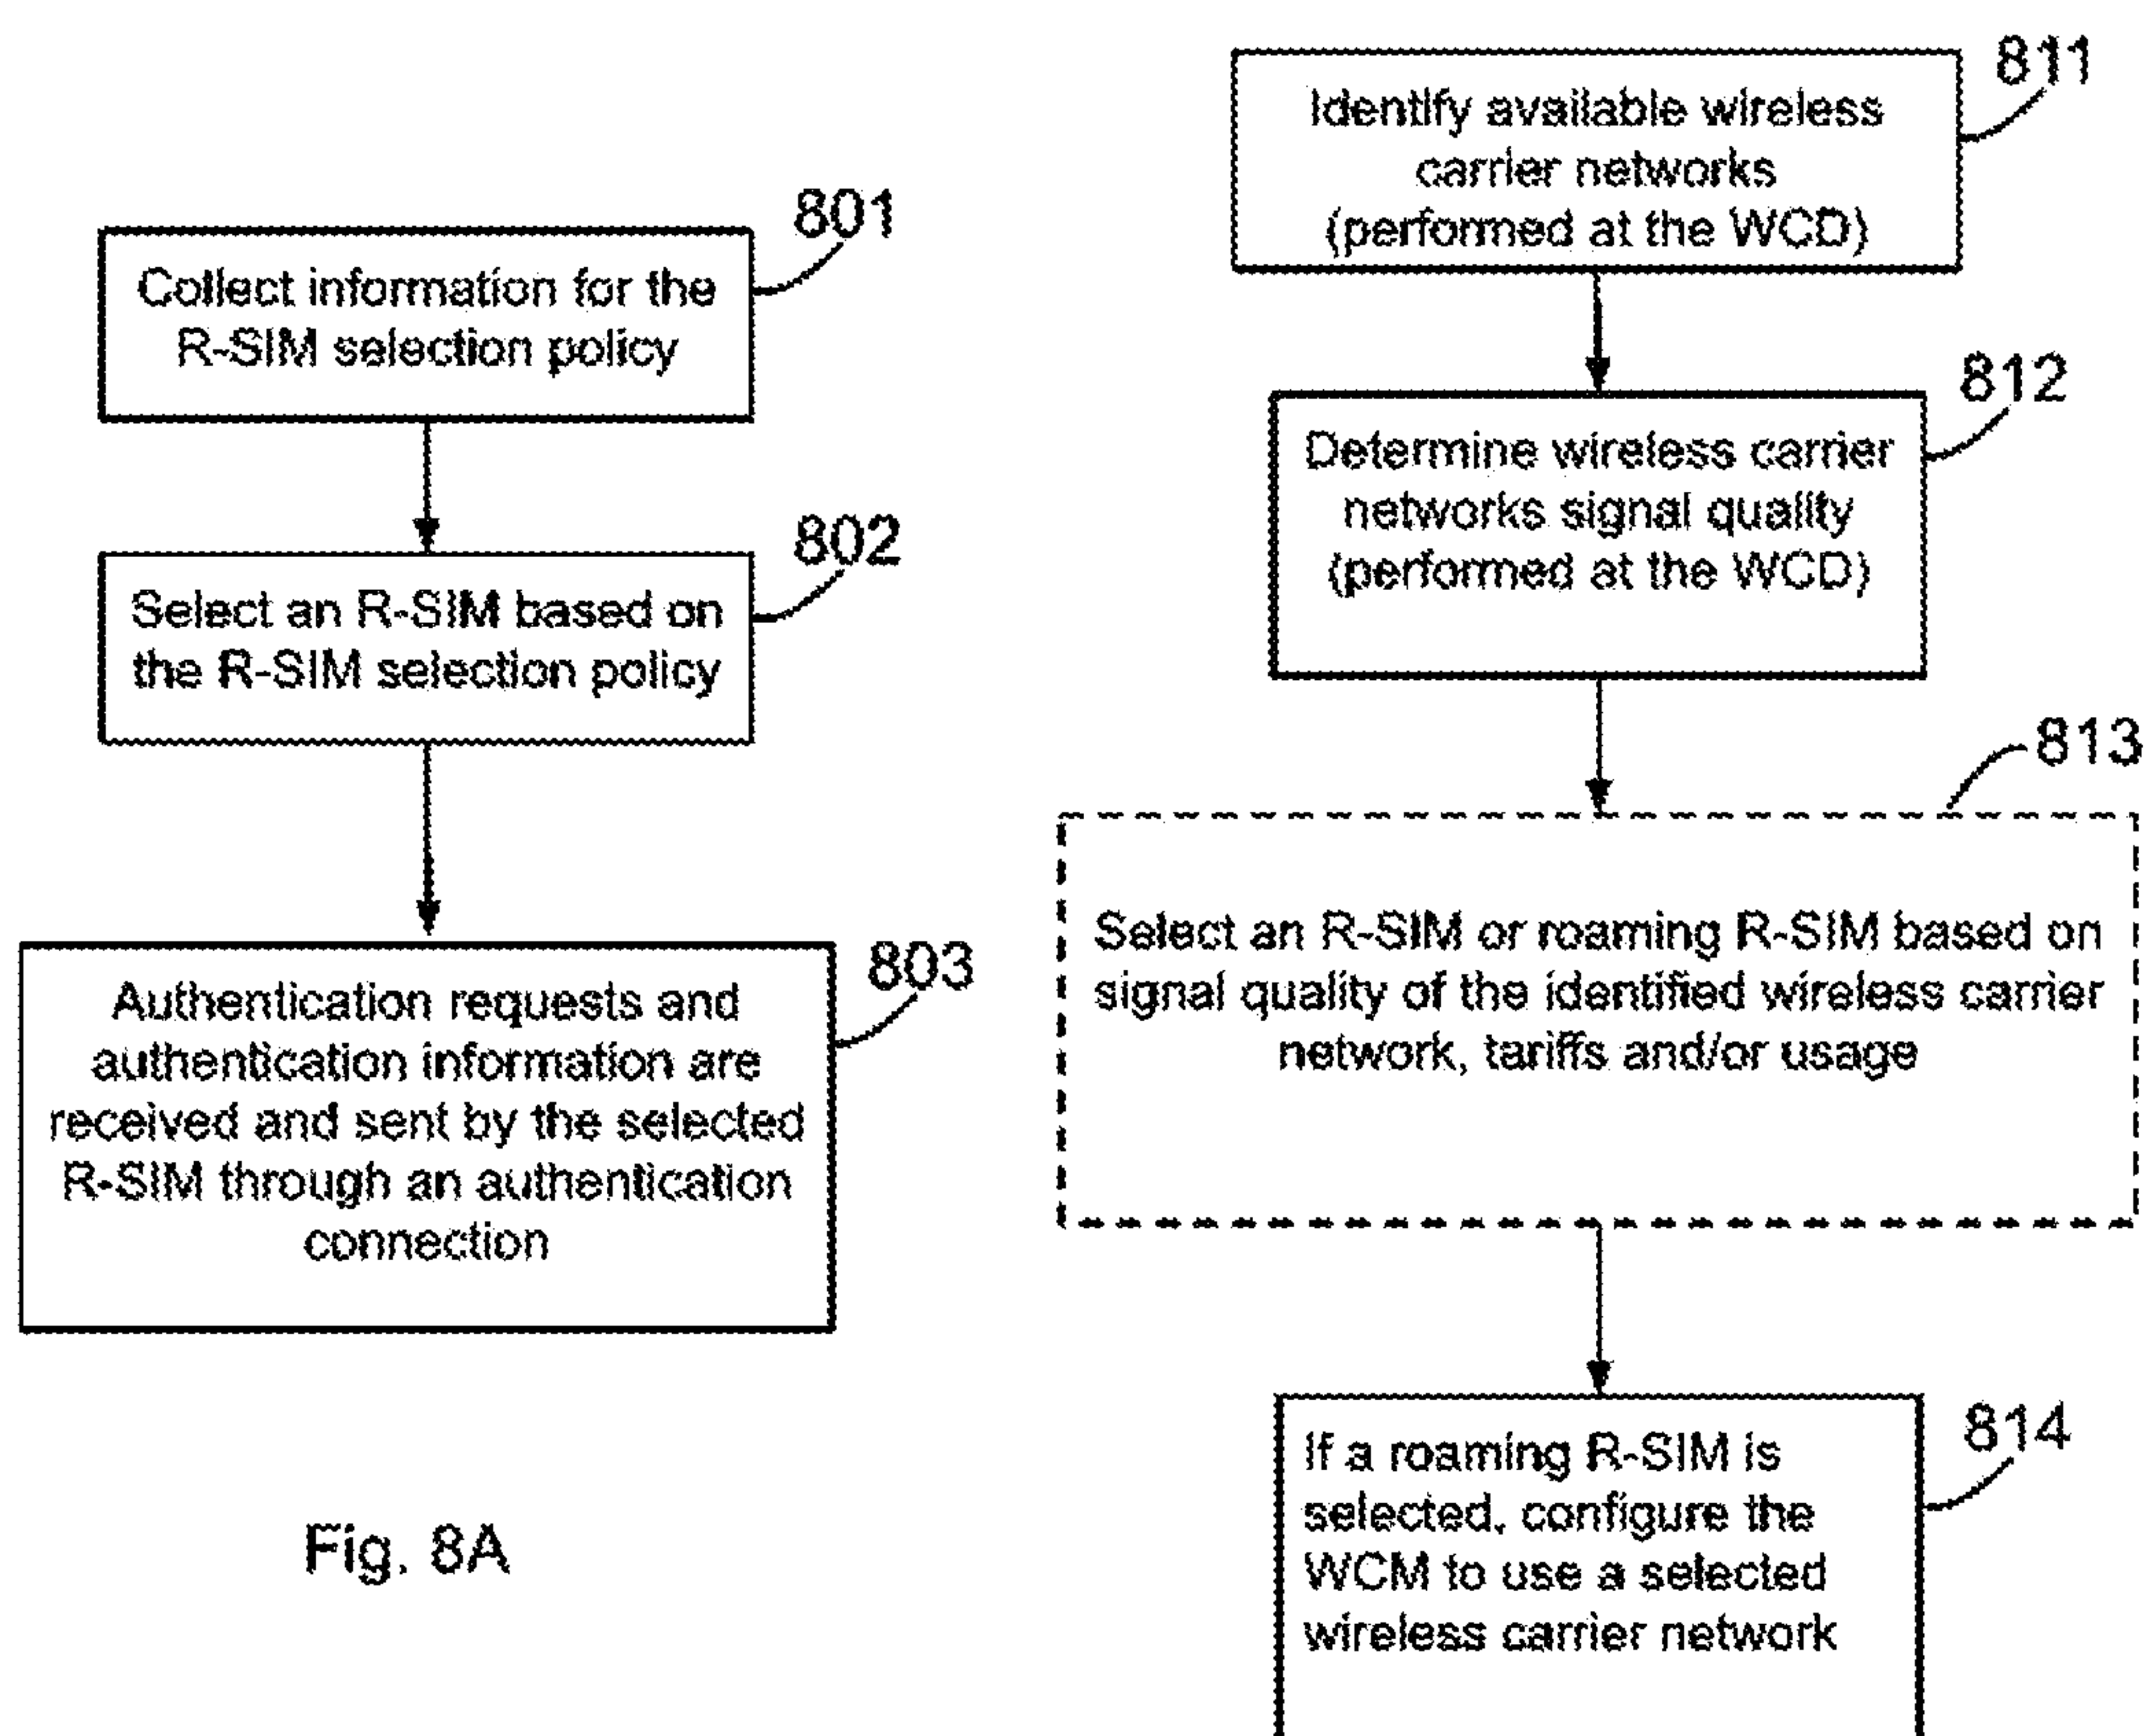 801
Collect information for the
R-SIM selection policy
802
Select an R-SIM based on
the R-SIM selection policy
803
Authentication requests and
authentication information are
received and sent by the selected
R-SIM through an authentication
connection
Fig. 8A
811
Identify available wireless
carrier networks
(performed at the WCD)
812
Determine wireless carrier
networks signal quality
(performed at the WCD)
813
Select an R-SIM or roaming R-SIM based on
signal quality of the identified wireless carrier
network, tariffs and/or usage
814
If a roaming R-SIM is
selected, configure the
WCM to use a selected
wireless carrier network